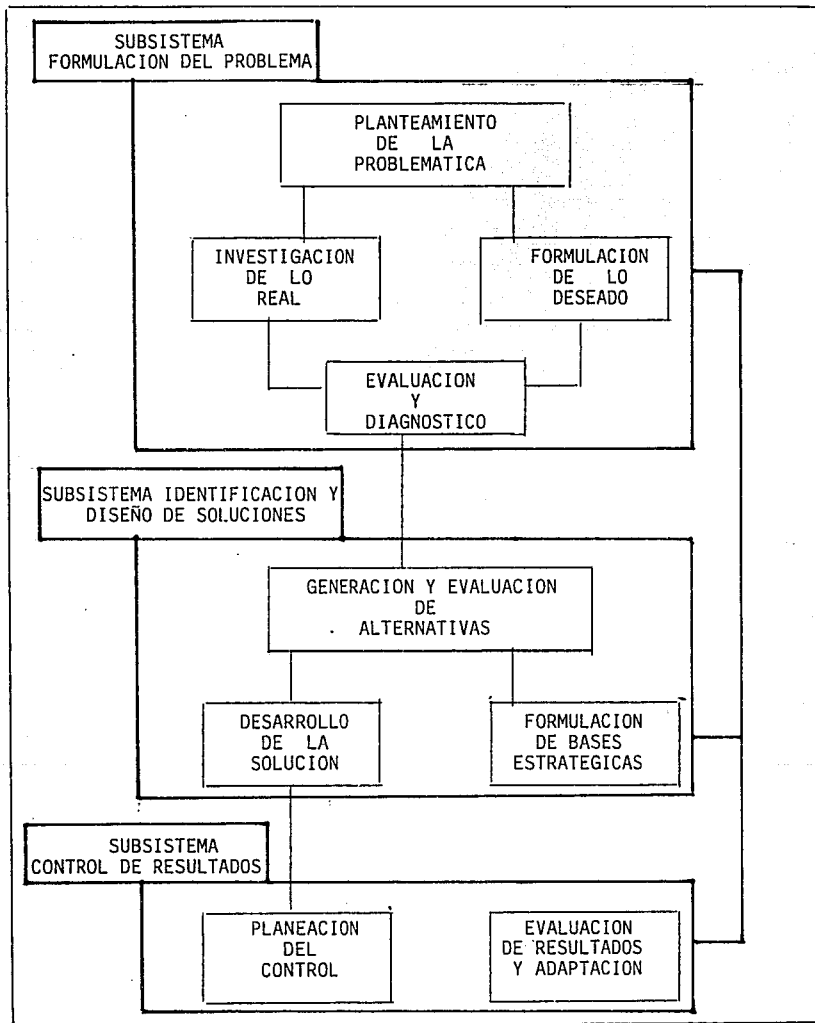 SUBSISTEMA
FORMULACION DEL PROBLEMA
PLANTEAMIENTO
DE LA
PROBLEMATICA
INVESTIGACION
DE LO
REAL
FORMULACION
DE LO
DESEADO
EVALUACION
Y
DIAGNOSTICO
SUBSISTEMA IDENTIFICACION Y
DISEÑO DE SOLUCIONES
GENERACION Y EVALUACION
DE
ALTERNATIVAS
DESARROLLO
DE LA
SOLUCION
FORMULACION
DE BASES
ESTRATEGICAS
SUBSISTEMA
CONTROL DE RESULTADOS
PLANEACION
DEL
CONTROL
EVALUACION
DE RESULTADOS
Y ADAPTACION